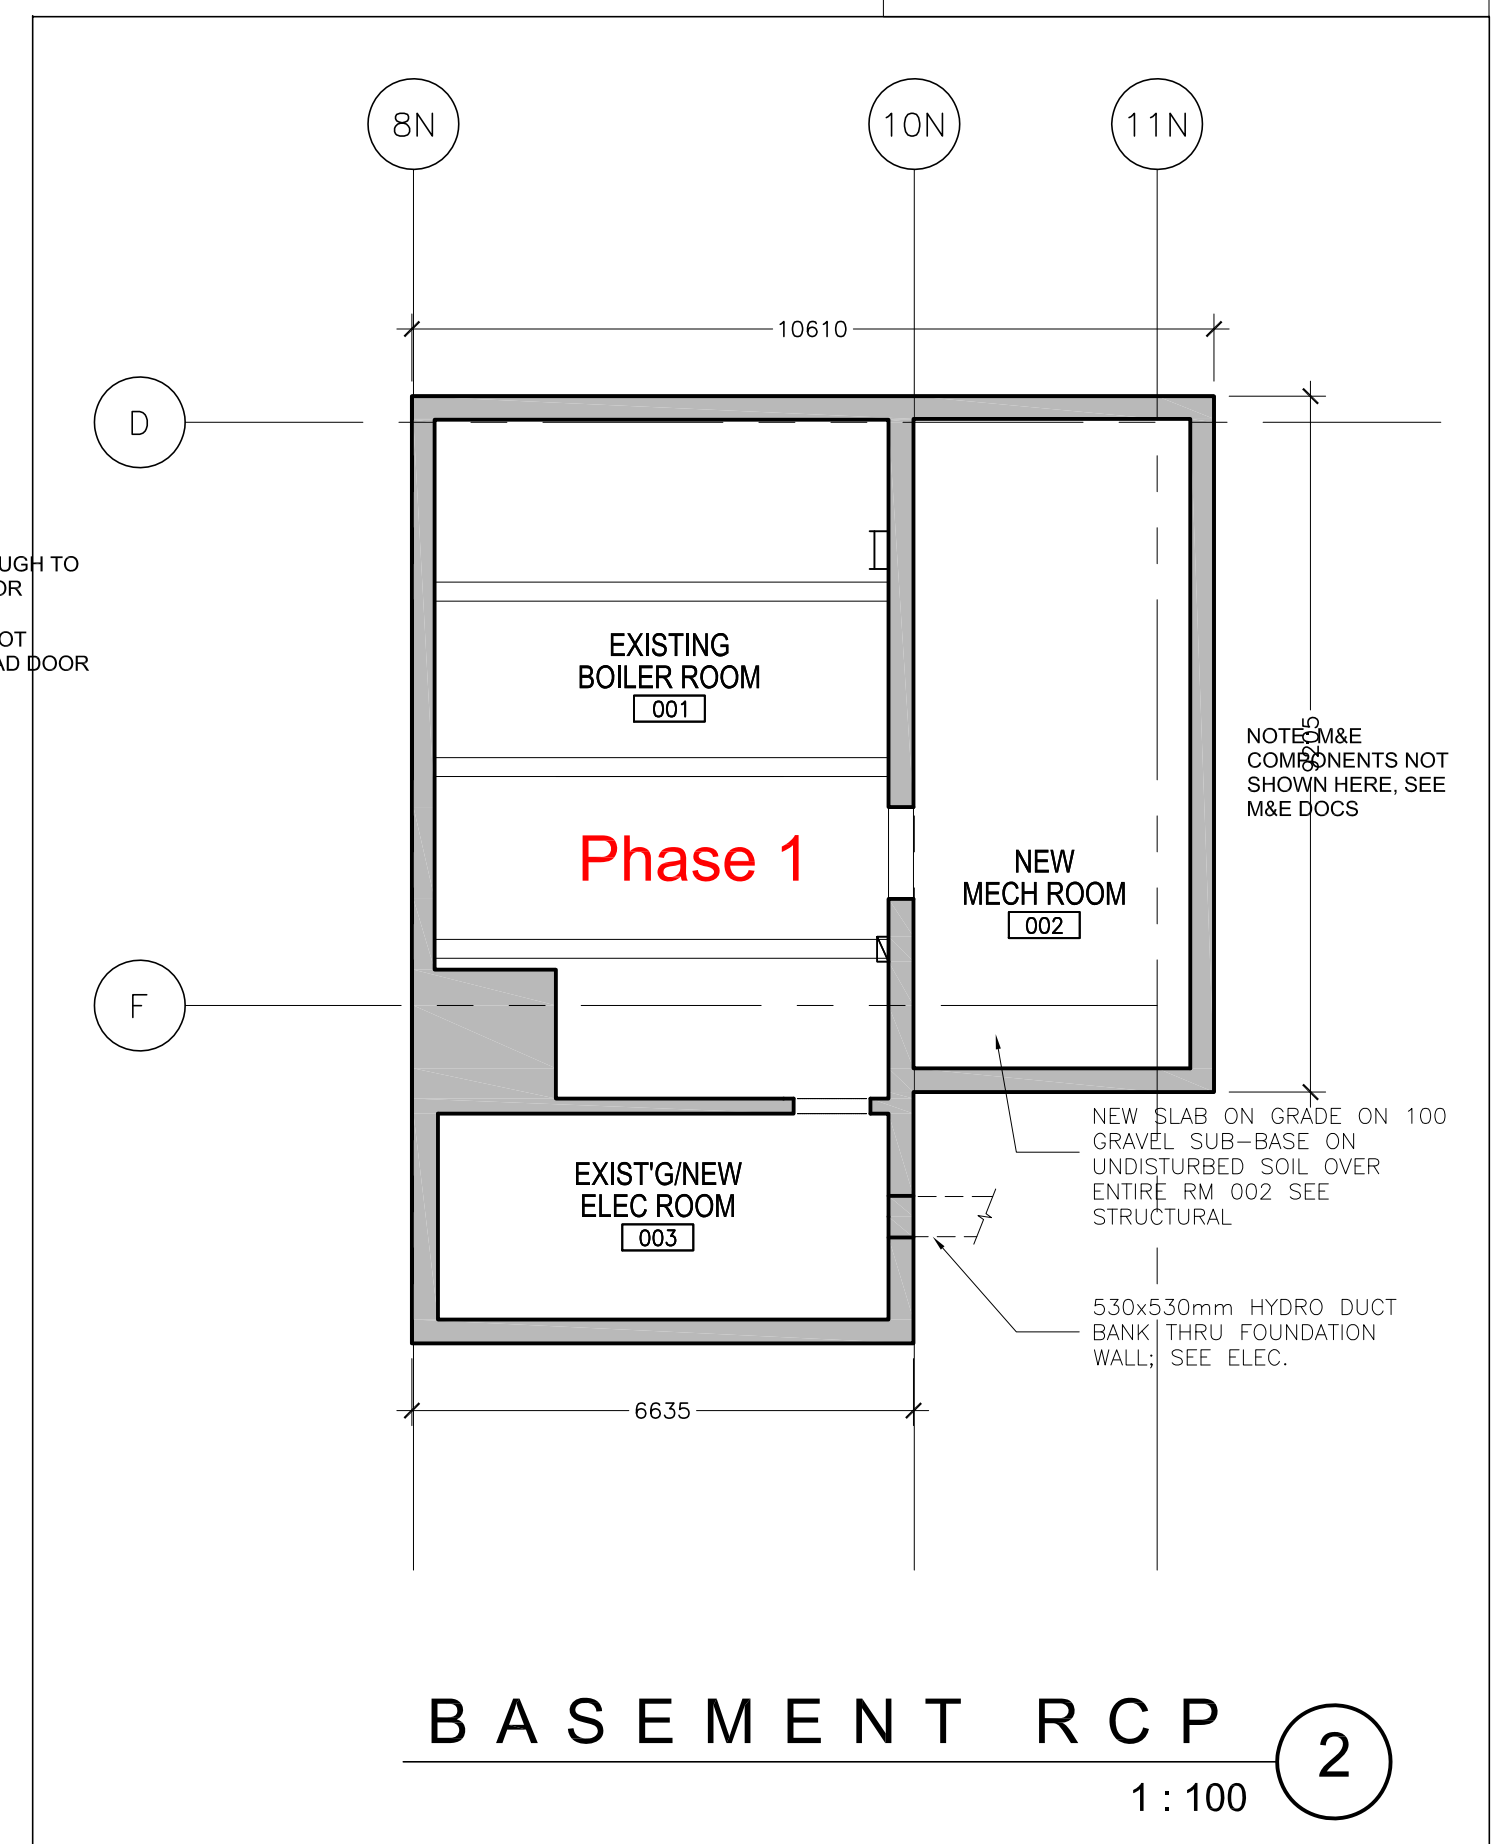 8N
10N
11N
10610
D
UGH TO
OR
OT
AD DOOR
EXISTING
BOILER ROOM
001
9205
NOTE: M&E
COMPONENTS NOT
SHOWN HERE, SEE
M&E DOCS
Phase 1
NEW
MECH ROOM
002
F
NEW SLAB ON GRADE ON 100
GRAVEL SUB-BASE ON
UNDISTURBED SOIL OVER
ENTIRE RM 002 SEE
STRUCTURAL
EXIST'G/NEW
ELEC ROOM
003
530x530mm HYDRO DUCT
BANK THRU FOUNDATION
WALL; SEE ELEC.
6635
BASEMENT RCP
2
1 : 100